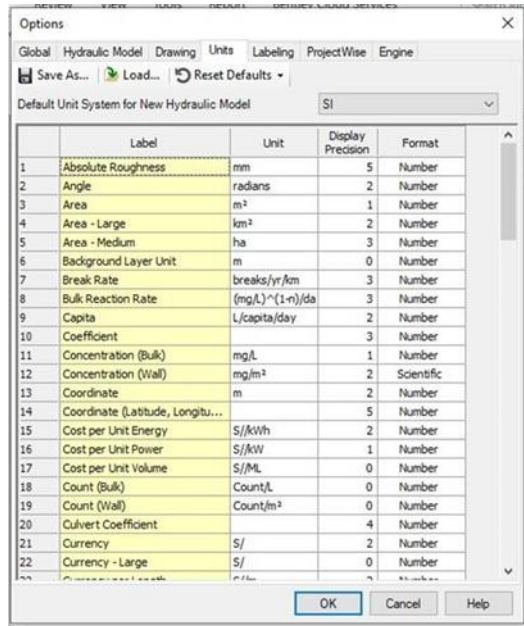 Review View Tools Report Bentley Cloud Services
Options
Global Hydraulic Model Drawing Units Labeling ProjectWise Engine
Save As... Load... Reset Defaults
Default Unit System for New Hydraulic Model SI
Label Unit Display Precision Format
1 Absolute Roughness mm 5 Number
2 Angle radians 2 Number
3 Area m² 1 Number
4 Area - Large km² 2 Number
5 Area - Medium ha 3 Number
6 Background Layer Unit m 0 Number
7 Break Rate breaks/yr/km 3 Number
8 Bulk Reaction Rate (mg/L)^(1-n)/da 3 Number
9 Capita L/capita/day 2 Number
10 Coefficient 3 Number
11 Concentration (Bulk) mg/L 1 Number
12 Concentration (Wall) mg/m² 2 Scientific
13 Coordinate m 2 Number
14 Coordinate (Latitude, Longitu... 5 Number
15 Cost per Unit Energy S//kWh 2 Number
16 Cost per Unit Power S//kW 1 Number
17 Cost per Unit Volume S//ML 0 Number
18 Count (Bulk) Count/L 0 Number
19 Count (Wall) Count/m² 0 Number
20 Culvert Coefficient 4 Number
21 Currency S/ 2 Number
22 Currency - Large S/ 0 Number
OK Cancel Help